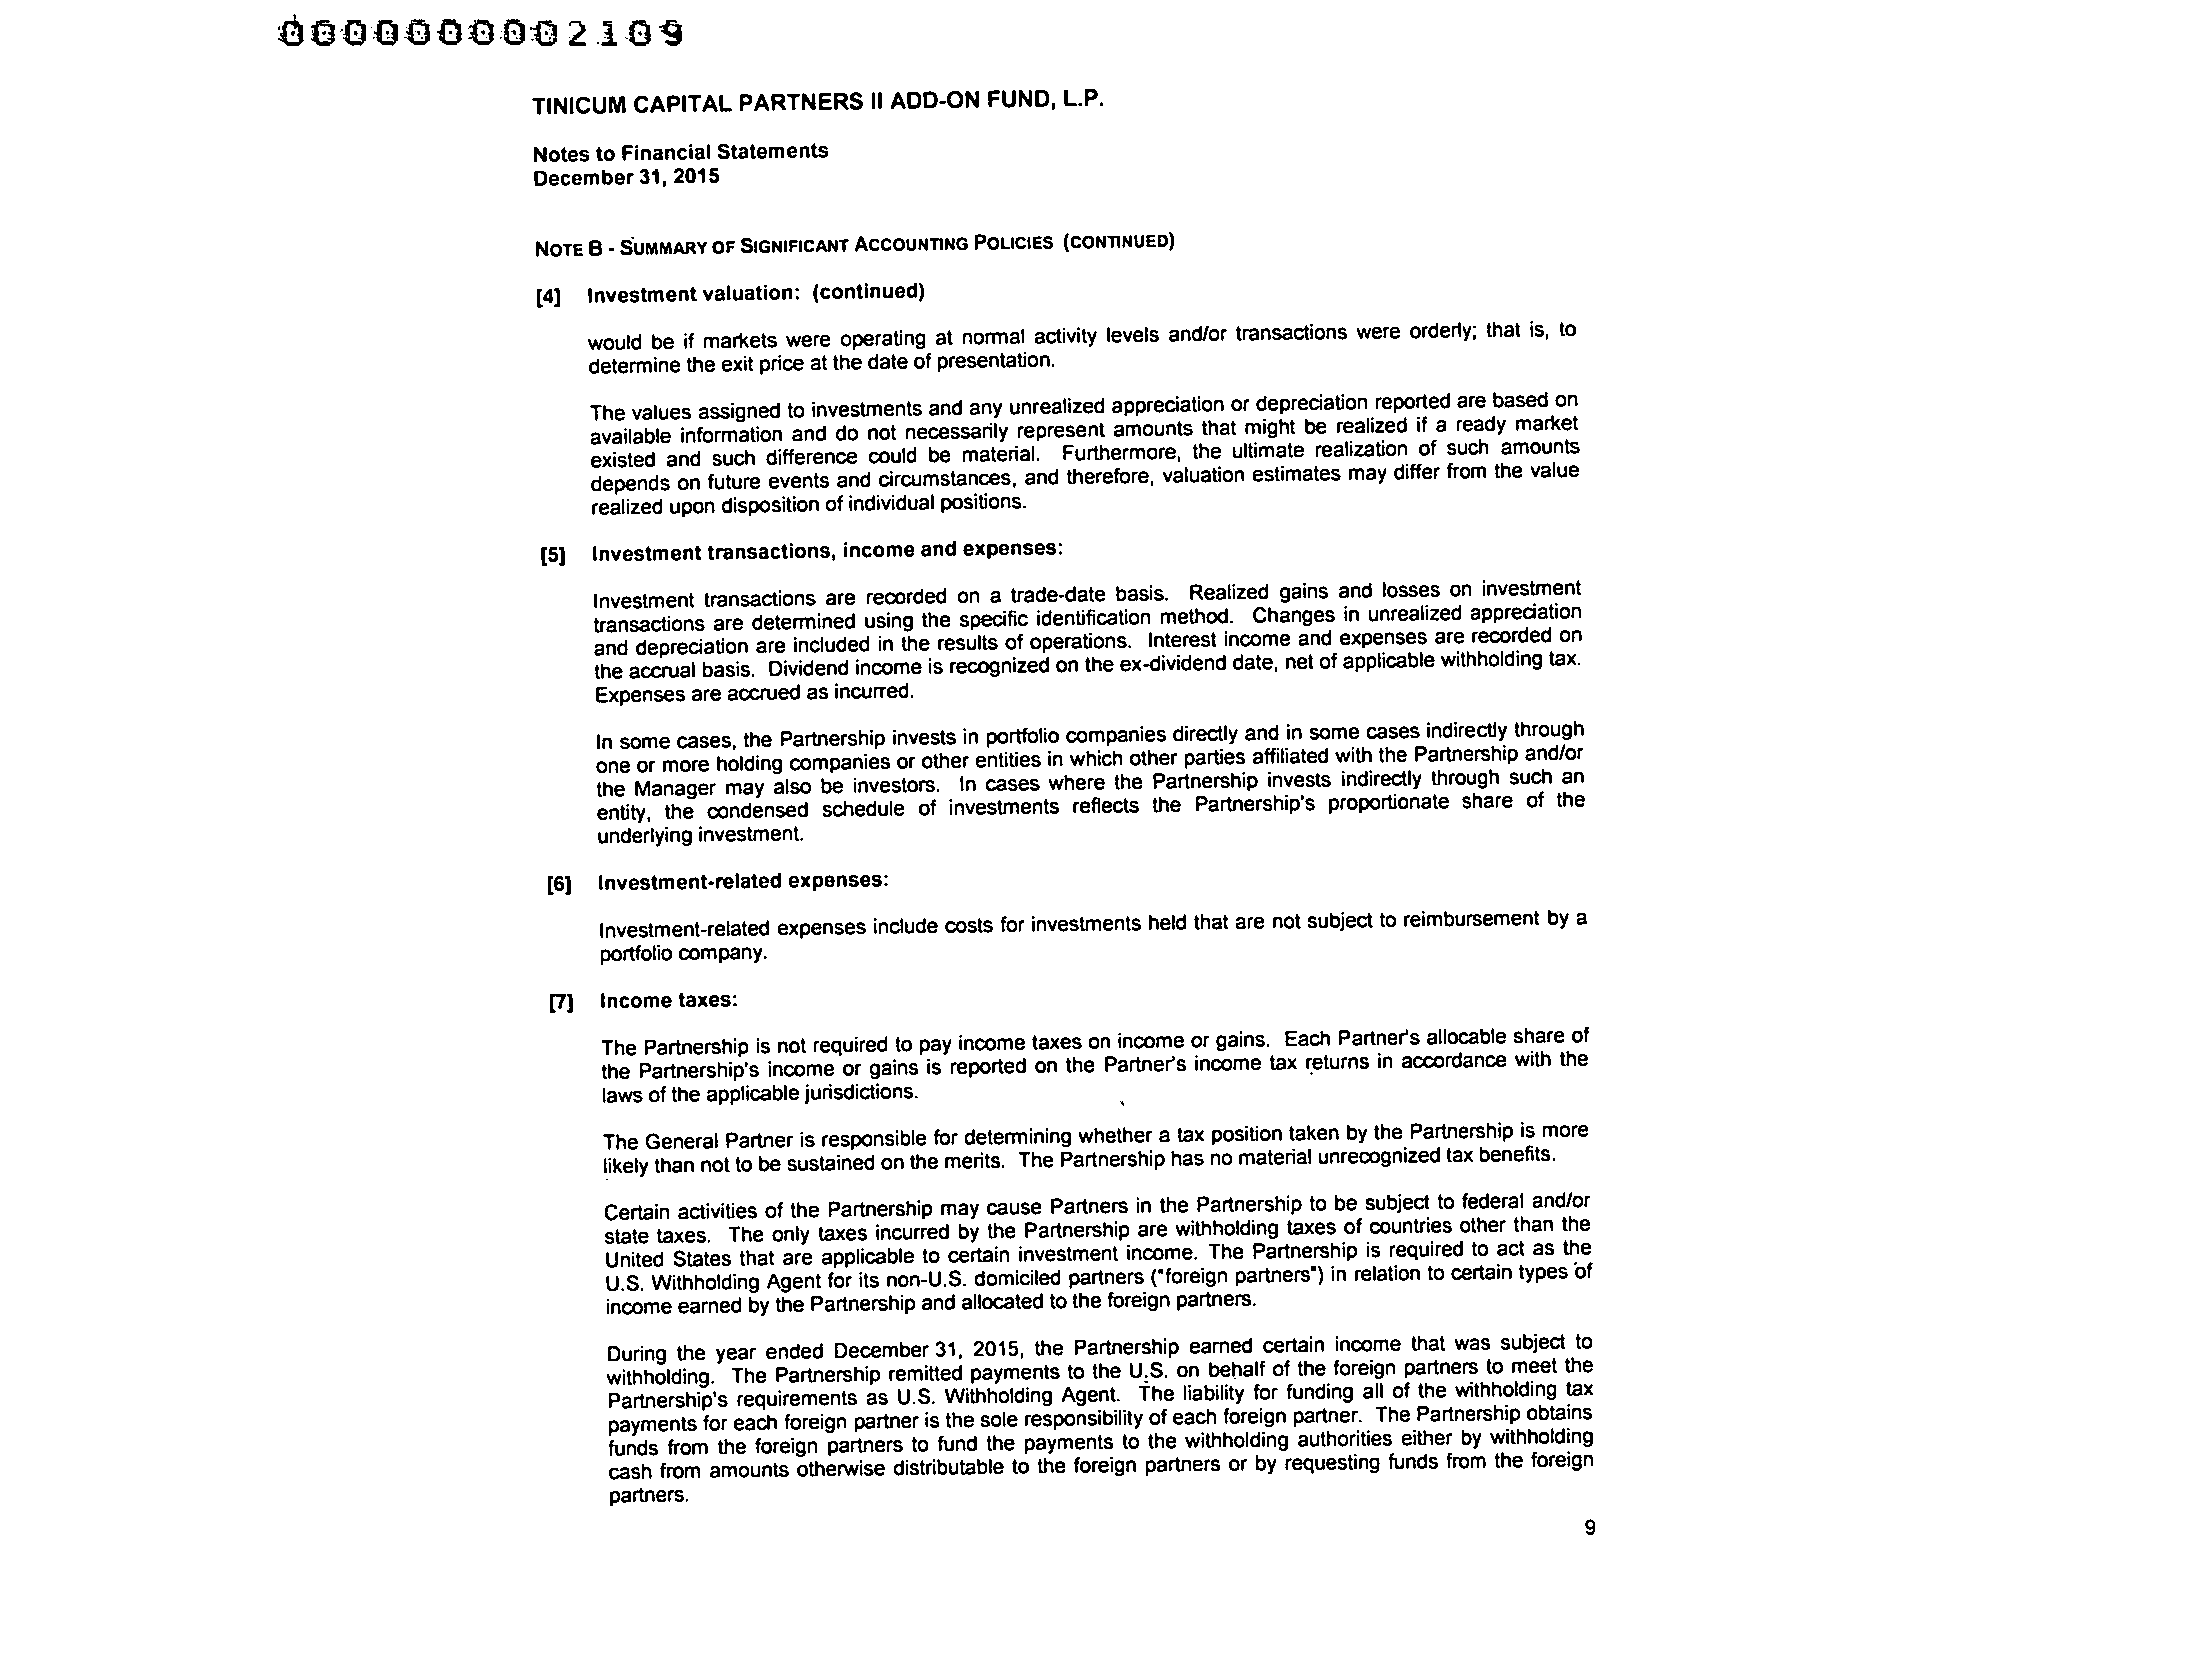 0000000002109
TINICUM CAPITAL PARTNERS II ADD-ON FUND, L.P.
Notes to Financial Statements
December 31, 2015
NOTE B - SUMMARY OF SIGNIFICANT ACCOUNTING POLICIES (CONTINUED)
[4] Investment valuation: (continued)
would be if markets were operating at normal activity levels and/or transactions were orderly; that is, to
determine the exit price at the date of presentation.
The values assigned to investments and any unrealized appreciation or depreciation reported are based on
available information and do not necessarily represent amounts that might be realized if a ready market
existed and such difference could be material. Furthermore, the ultimate realization of such amounts
depends on future events and circumstances, and therefore, valuation estimates may differ from the value
realized upon disposition of individual positions.
[5] Investment transactions, income and expenses:
Investment transactions are recorded on a trade-date basis. Realized gains and losses on investment
transactions are determined using the specific identification method. Changes in unrealized appreciation
and depreciation are included in the results of operations. Interest income and expenses are recorded on
the accrual basis. Dividend income is recognized on the ex-dividend date, net of applicable withholding tax.
Expenses are accrued as incurred.
In some cases, the Partnership invests in portfolio companies directly and in some cases indirectly through
one or more holding companies or other entities in which other parties affiliated with the Partnership and/or
the Manager may also be investors. In cases where the Partnership invests indirectly through such an
entity, the condensed schedule of investments reflects the Partnership's proportionate share of the
underlying investment.
[6] Investment-related expenses:
Investment-related expenses include costs for investments held that are not subject to reimbursement by a
portfolio company.
[7] Income taxes:
The Partnership is not required to pay income taxes on income or gains. Each Partner's allocable share of
the Partnership's income or gains is reported on the Partner's income tax returns in accordance with the
laws of the applicable jurisdictions.
The General Partner is responsible for determining whether a tax position taken by the Partnership is more
likely than not to be sustained on the merits. The Partnership has no material unrecognized tax benefits.
Certain activities of the Partnership may cause Partners in the Partnership to be subject to federal and/or
state taxes. The only taxes incurred by the Partnership are withholding taxes of countries other than the
United States that are applicable to certain investment income. The Partnership is required to act as the
U.S. Withholding Agent for its non-U.S. domiciled partners ("foreign partners") in relation to certain types of
income earned by the Partnership and allocated to the foreign partners.
During the year ended December 31, 2015, the Partnership earned certain income that was subject to
withholding. The Partnership remitted payments to the U.S. on behalf of the foreign partners to meet the
Partnership's requirements as U.S. Withholding Agent. The liability for funding all of the withholding tax
payments for each foreign partner is the sole responsibility of each foreign partner. The Partnership obtains
funds from the foreign partners to fund the payments to the withholding authorities either by withholding
cash from amounts otherwise distributable to the foreign partners or by requesting funds from the foreign
partners.
9